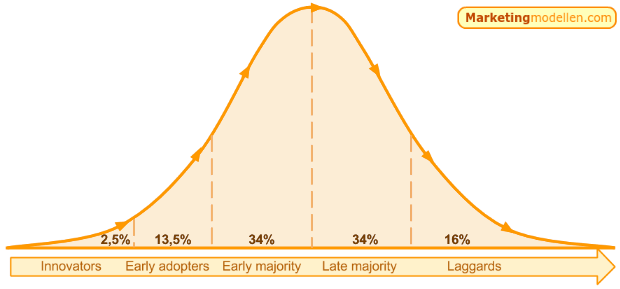 Marketingmodellen.com
2,5% 13,5% 34% 34% 16%
Innovators Early adopters Early majority Late majority Laggards